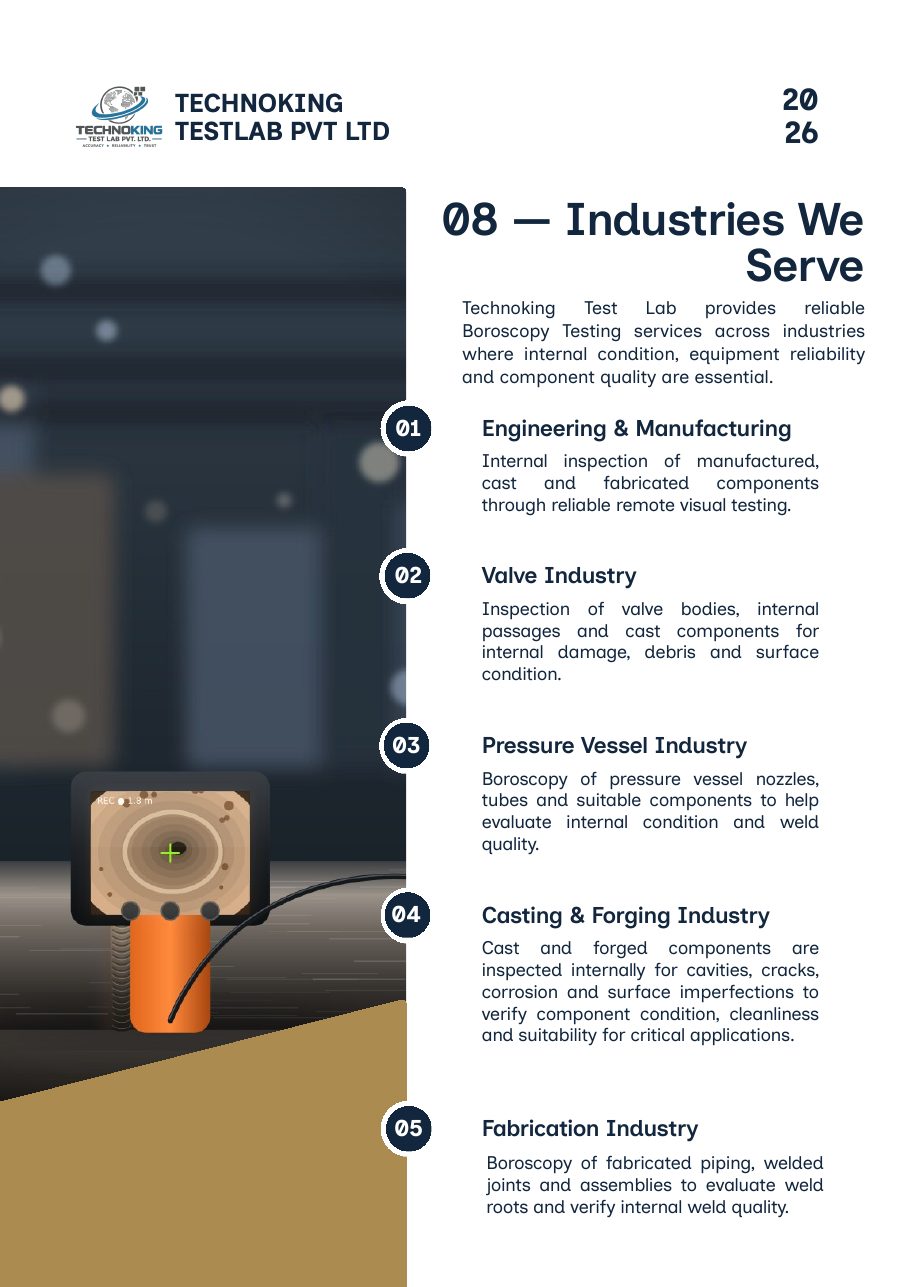 TECHNOKING
TEST LAB PVT. LTD.
ACCURACY • RELIABILITY • TRUST
TECHNOKING
TESTLAB PVT LTD
20
26
08 — Industries We
Serve
Technoking Test Lab provides reliable
Boroscopy Testing services across industries
where internal condition, equipment reliability
and component quality are essential.
01
Engineering & Manufacturing
Internal inspection of manufactured,
cast and fabricated components
through reliable remote visual testing.
02
Valve Industry
Inspection of valve bodies, internal
passages and cast components for
internal damage, debris and surface
condition.
03
Pressure Vessel Industry
Boroscopy of pressure vessel nozzles,
tubes and suitable components to help
evaluate internal condition and weld
quality.
REC ● 1.8 m
04
Casting & Forging Industry
Cast and forged components are
inspected internally for cavities, cracks,
corrosion and surface imperfections to
verify component condition, cleanliness
and suitability for critical applications.
05
Fabrication Industry
Boroscopy of fabricated piping, welded
joints and assemblies to evaluate weld
roots and verify internal weld quality.